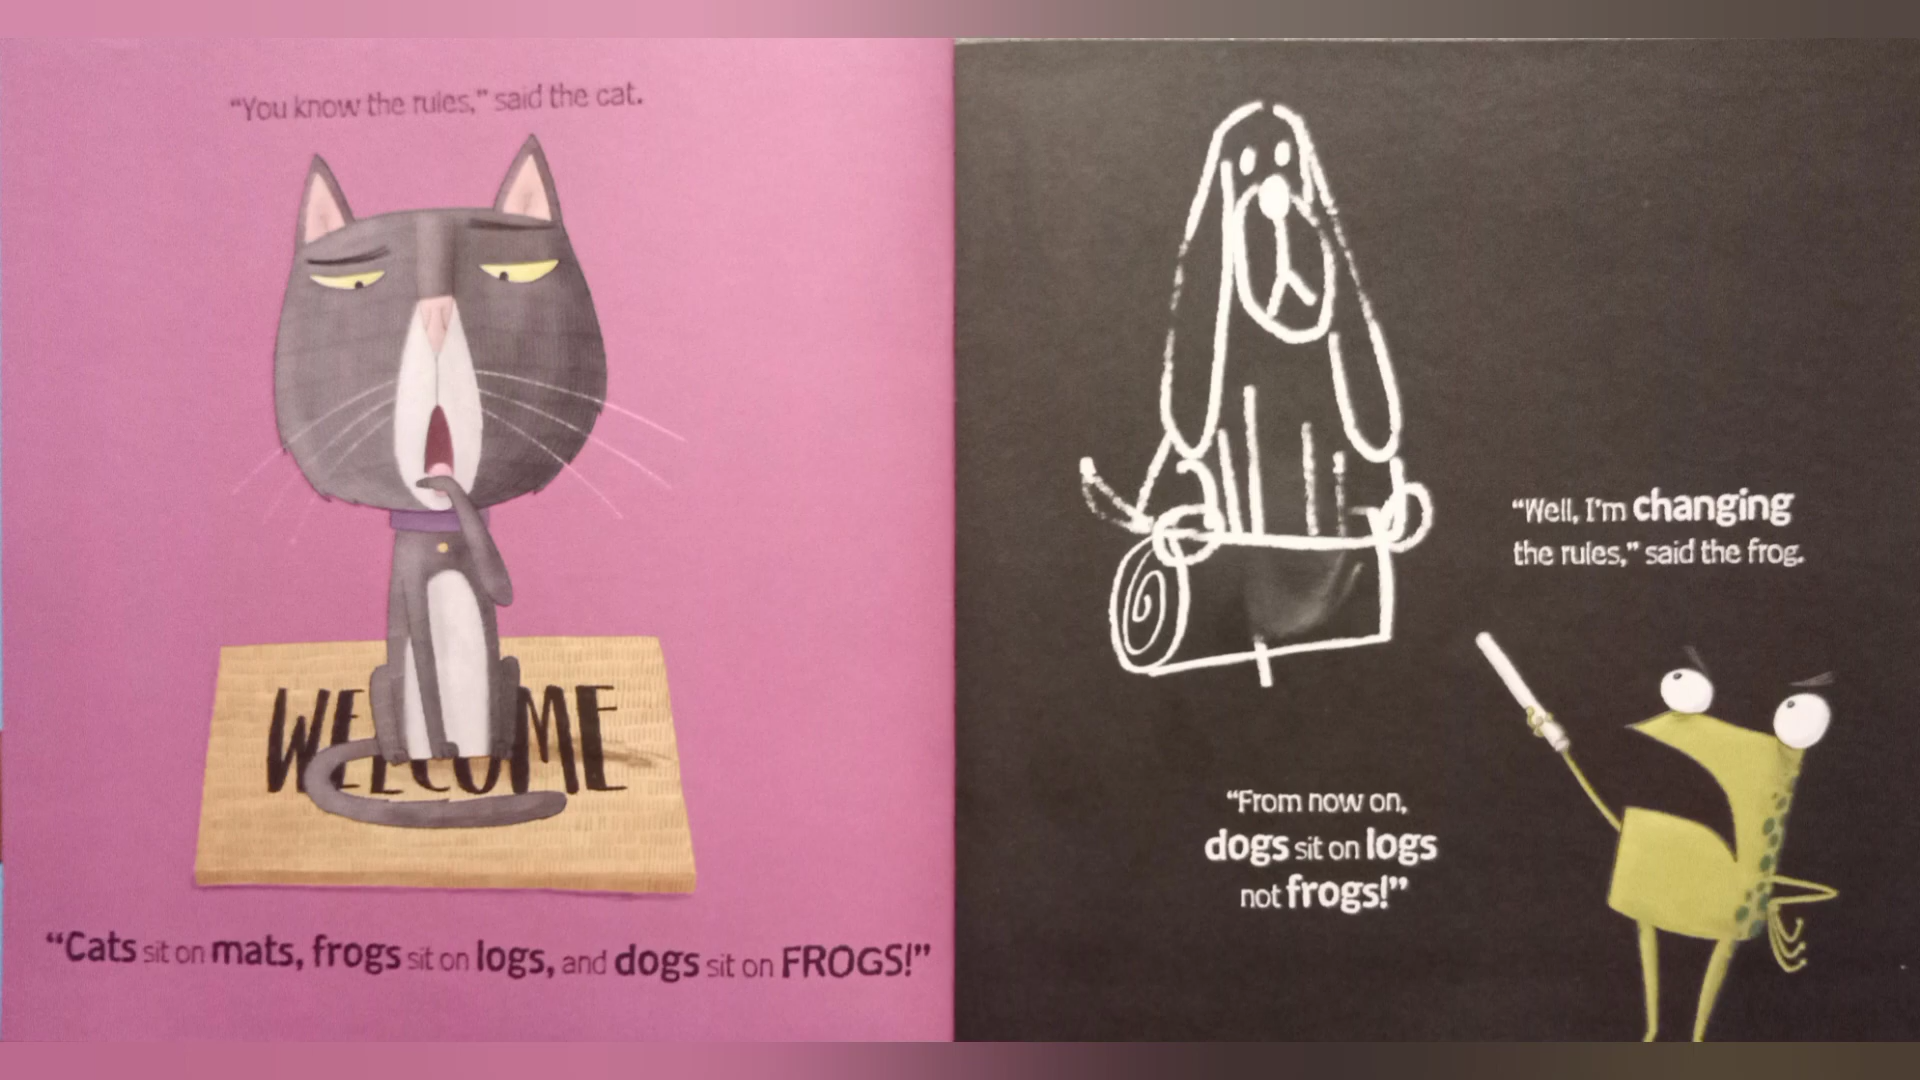 “You know the rules,” said the cat.
WELCOME
“Cats sit on mats, frogs sit on logs, and dogs sit on FROGS!”
“Well, I’m changing
the rules,” said the frog.
“From now on,
dogs sit on logs
not frogs!”